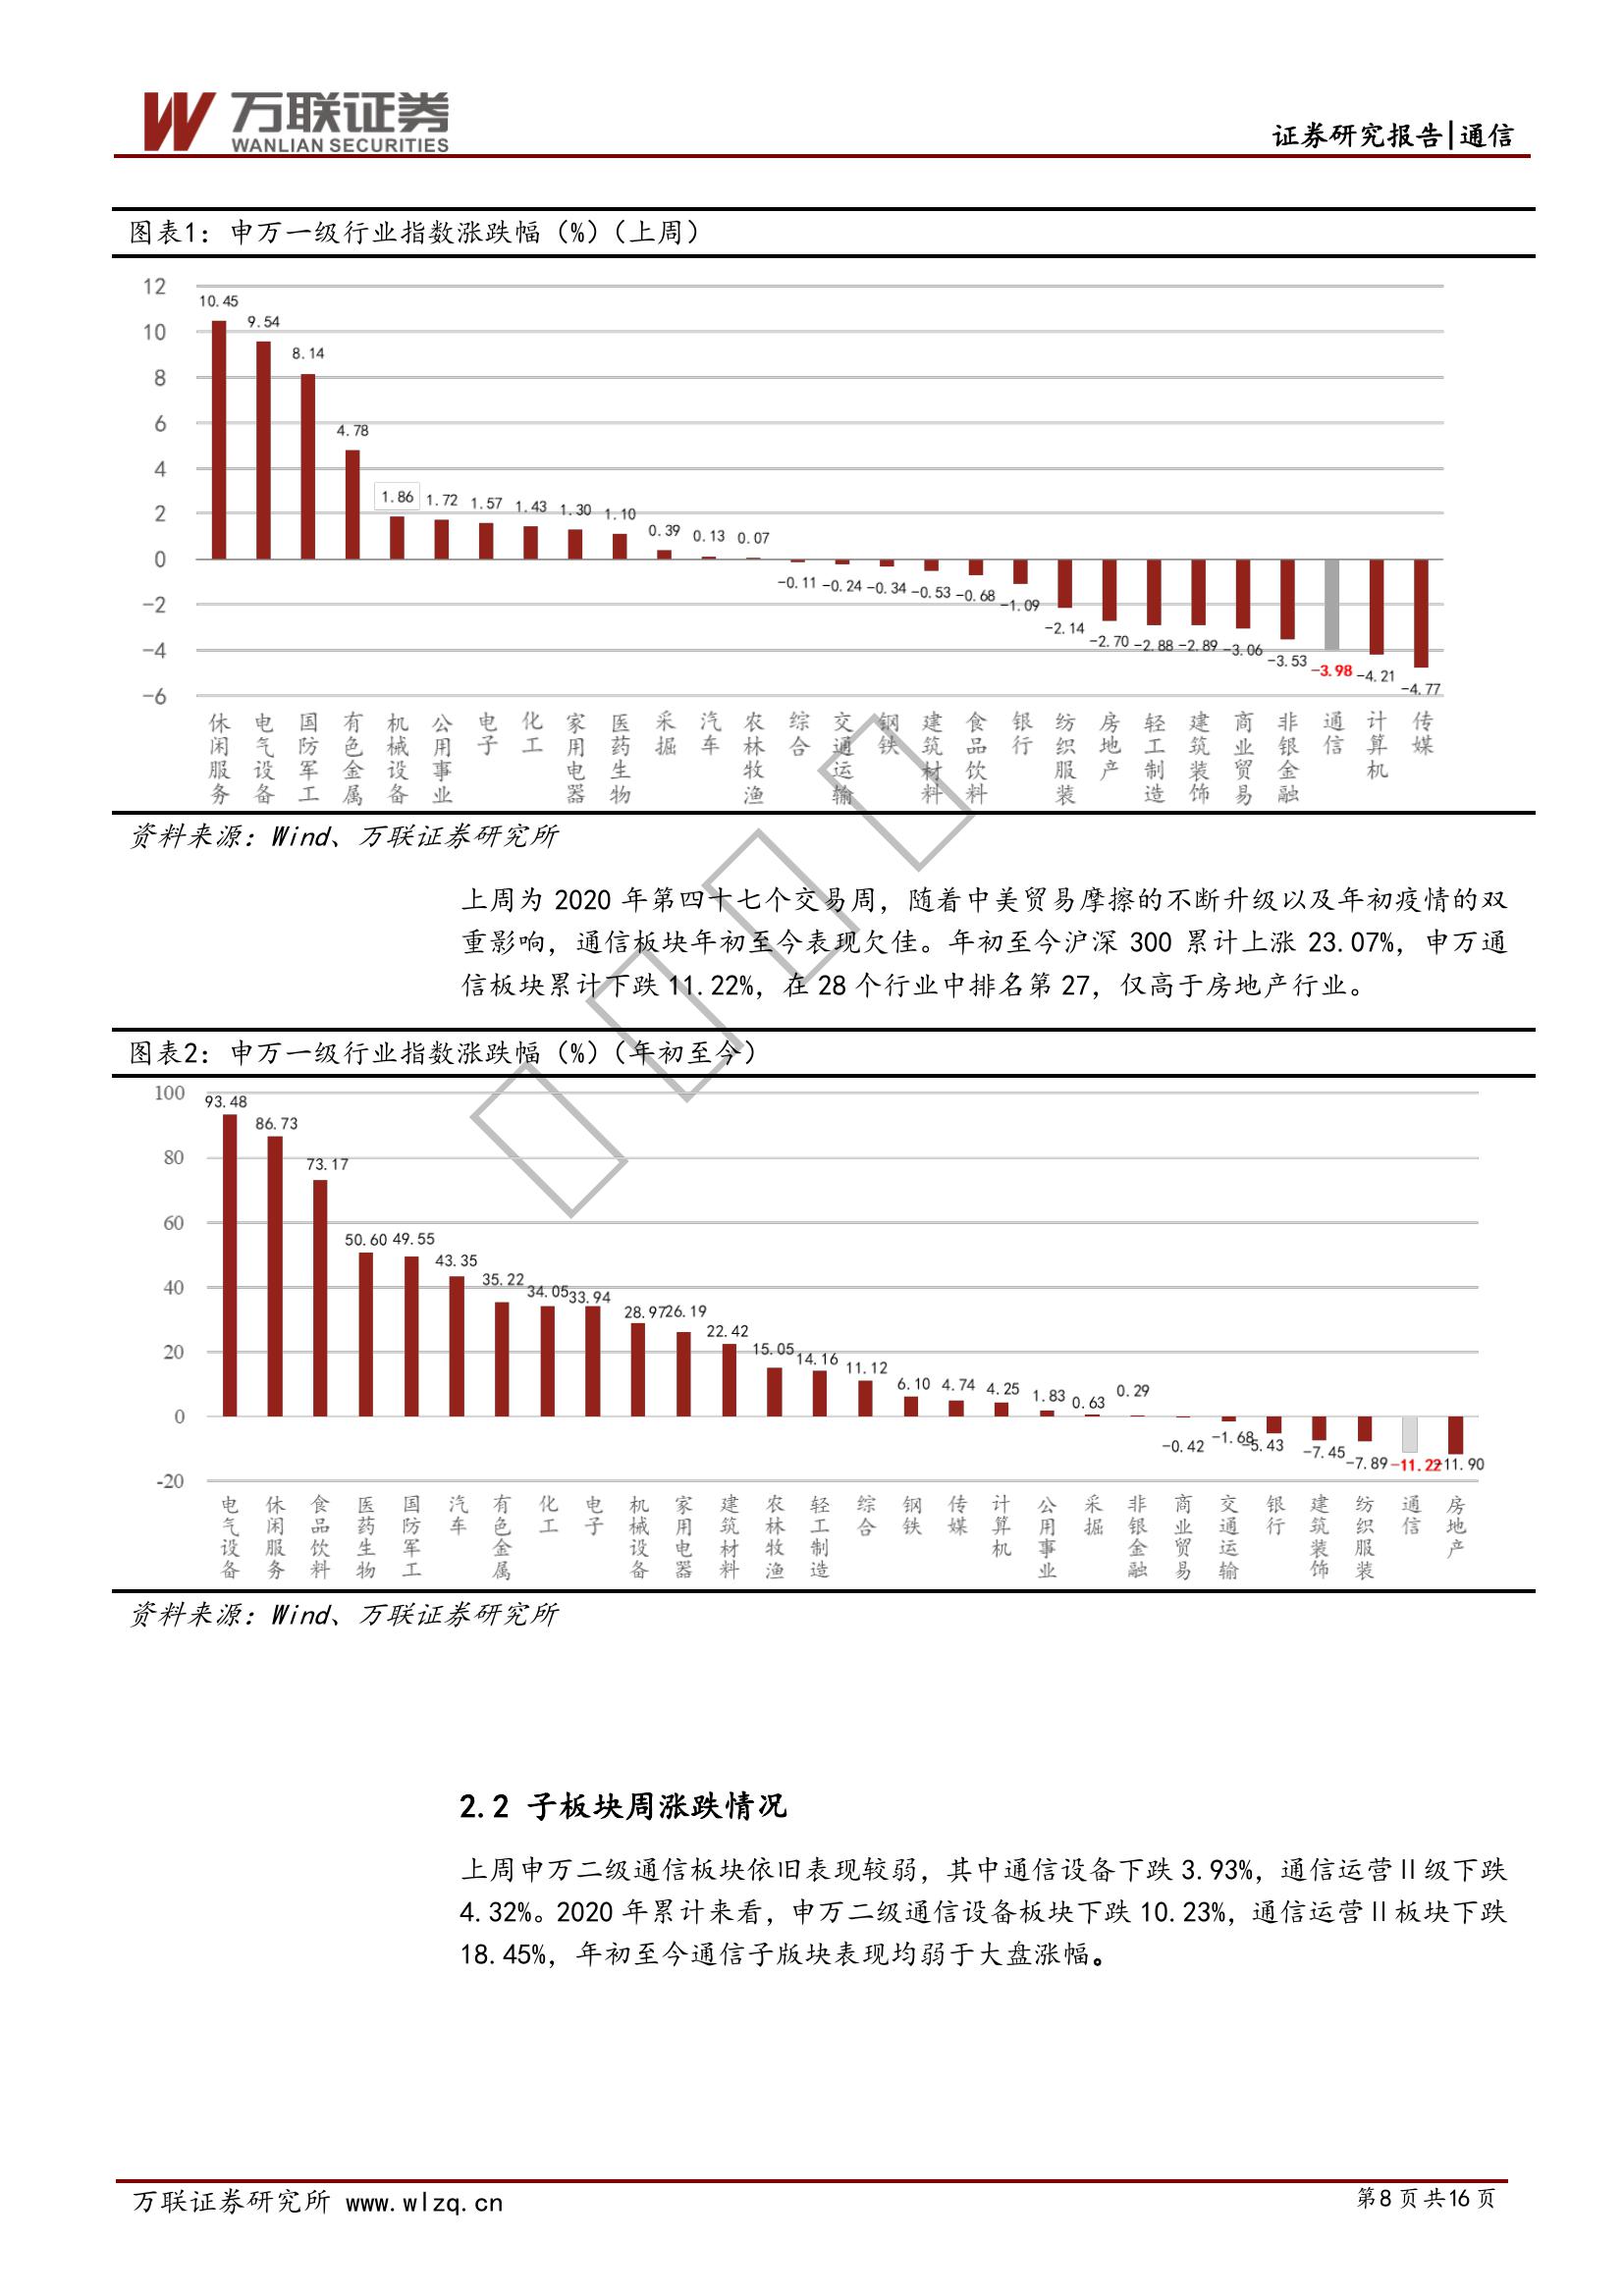 万联证券
WANLIAN SECURITIES
证券研究报告|通信
图表1：申万一级行业指数涨跌幅（%）（上周）
12
10
8
6
4
2
0
-2
-4
-6
10.45
9.54
8.14
4.78
1.86
1.72
1.57
1.43
1.30
1.10
0.39
0.13
0.07
-0.11
-0.24
-0.34
-0.53
-0.68
-1.09
-2.14
-2.70
-2.88
-2.89
-3.06
-3.53
-3.98
-4.21
-4.77
休闲服务
电气设备
国防军工
有色金属
机械设备
公用事业
电子
化工
家用电器
医药生物
采掘
汽车
农林牧渔
综合
交通运输
钢铁
建筑材料
食品饮料
银行
纺织服装
房地产
轻工制造
建筑装饰
商业贸易
非银金融
通信
计算机
传媒
资料来源：Wind、万联证券研究所
上周为 2020 年第四十七个交易周，随着中美贸易摩擦的不断升级以及年初疫情的双
重影响，通信板块年初至今表现欠佳。年初至今沪深 300 累计上涨 23.07%，申万通
信板块累计下跌 11.22%，在 28 个行业中排名第 27，仅高于房地产行业。
图表2：申万一级行业指数涨跌幅（%）（年初至今）
100
80
60
40
20
0
-20
93.48
86.73
73.17
50.60
49.55
43.35
35.22
34.05
33.94
28.97
26.19
22.42
15.05
14.16
11.12
6.10
4.74
4.25
1.83
0.63
0.29
-0.42
-1.68
-5.43
-7.45
-7.89
-11.22
-11.90
电气设备
休闲服务
食品饮料
医药生物
国防军工
汽车
有色金属
化工
电子
机械设备
家用电器
建筑材料
农林牧渔
轻工制造
综合
钢铁
传媒
计算机
公用事业
采掘
非银金融
商业贸易
交通运输
银行
建筑装饰
纺织服装
通信
房地产
资料来源：Wind、万联证券研究所
2.2 子板块周涨跌情况
上周申万二级通信板块依旧表现较弱，其中通信设备下跌 3.93%，通信运营Ⅱ级下跌
4.32%。2020 年累计来看，申万二级通信设备板块下跌 10.23%，通信运营Ⅱ板块下跌
18.45%，年初至今通信子版块表现均弱于大盘涨幅。
万联证券研究所 www.wlzq.cn
第8页共16页